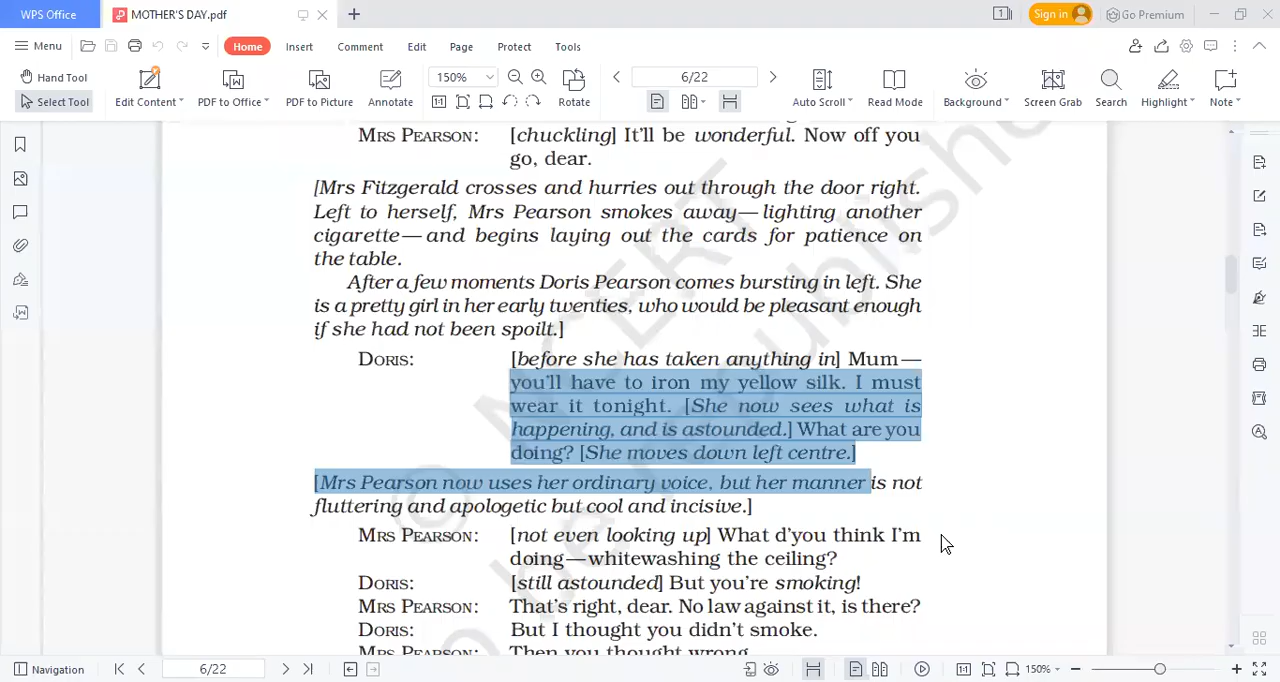 WPS Office
MOTHER'S DAY.pdf
1
Sign in
Go Premium
Menu
Home
Insert
Comment
Edit
Page
Protect
Tools
Hand Tool
Select Tool
Edit Content
PDF to Office
PDF to Picture
Annotate
150%
6/22
Rotate
Auto Scroll
Read Mode
Background
Screen Grab
Search
Highlight
Note
MRS PEARSON: [chuckling] It'll be wonderful. Now off you
go, dear.
[Mrs Fitzgerald crosses and hurries out through the door right.
Left to herself, Mrs Pearson smokes away—lighting another
cigarette—and begins laying out the cards for patience on
the table.
After a few moments Doris Pearson comes bursting in left. She
is a pretty girl in her early twenties, who would be pleasant enough
if she had not been spoilt.]
DORIS: [before she has taken anything in] Mum—
you'll have to iron my yellow silk. I must
wear it tonight. [She now sees what is
happening, and is astounded.] What are you
doing? [She moves down left centre.]
[Mrs Pearson now uses her ordinary voice, but her manner is not
fluttering and apologetic but cool and incisive.]
MRS PEARSON: [not even looking up] What d'you think I'm
doing—whitewashing the ceiling?
DORIS: [still astounded] But you're smoking!
MRS PEARSON: That's right, dear. No law against it, is there?
DORIS: But I thought you didn't smoke.
MRS PEARSON: Then you thought wrong.
© NCERT
Navigation
6/22
150%